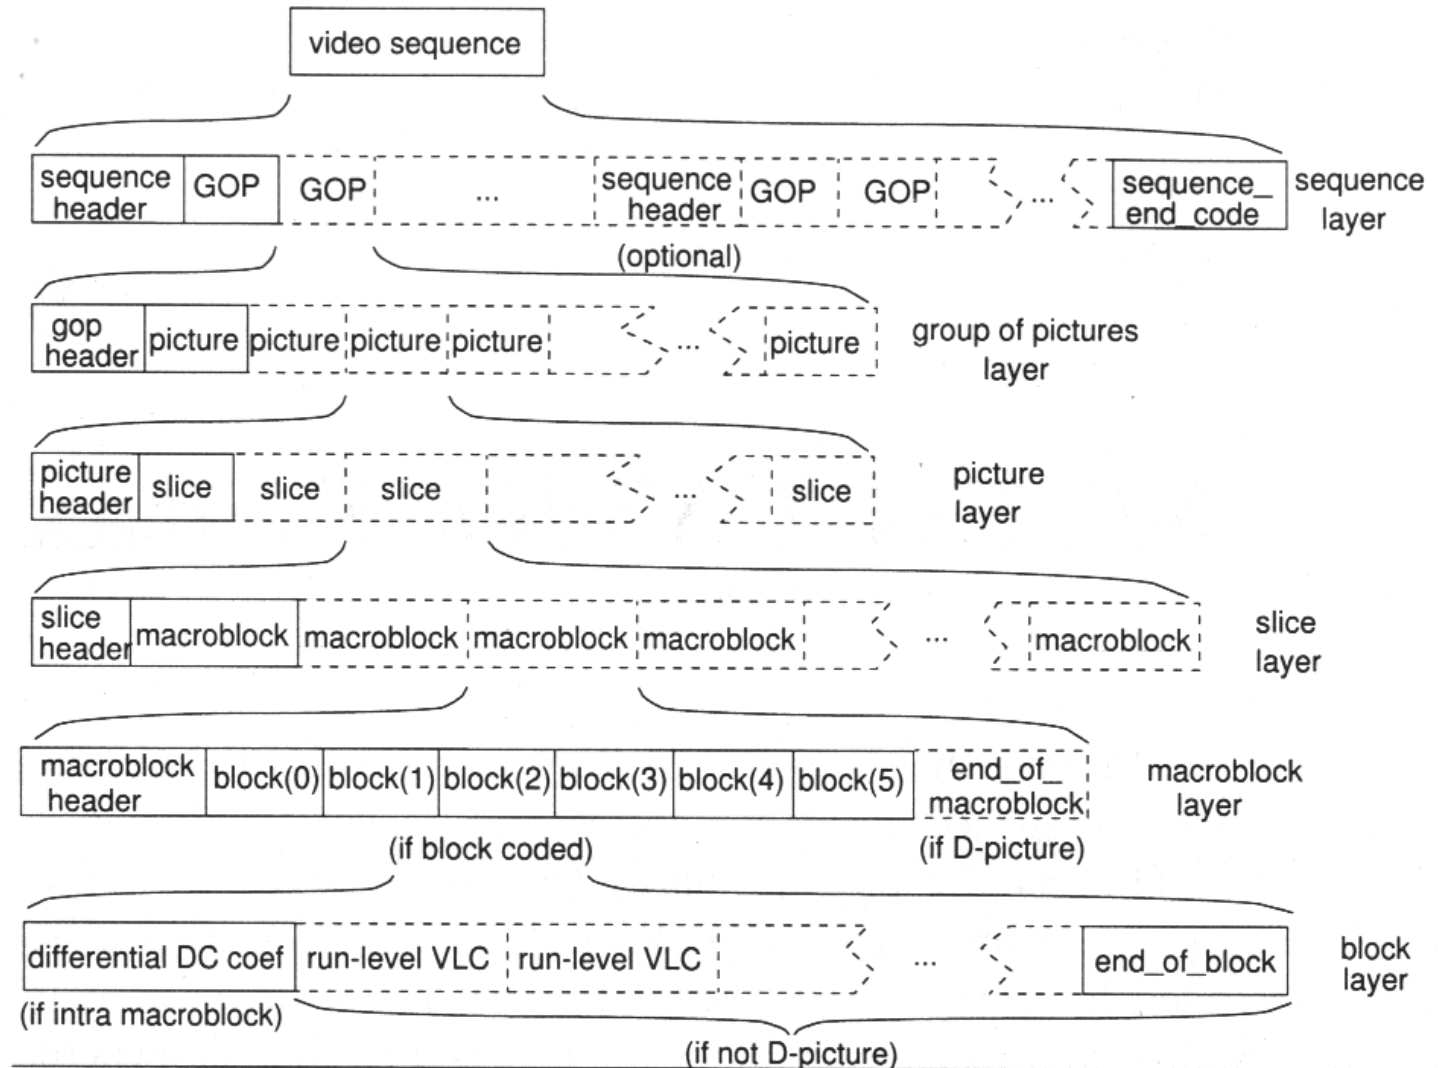 video sequence
sequence header GOP GOP ... sequence header GOP GOP ... sequence_ end_code sequence layer
(optional)
gop header picture picture picture picture ... picture group of pictures layer
picture header slice slice slice ... slice picture layer
slice header macroblock macroblock macroblock macroblock ... macroblock slice layer
macroblock header block(0) block(1) block(2) block(3) block(4) block(5) end_of_ macroblock macroblock layer
(if block coded) (if D-picture)
differential DC coef run-level VLC run-level VLC ... end_of_block block layer
(if intra macroblock)
(if not D-picture)